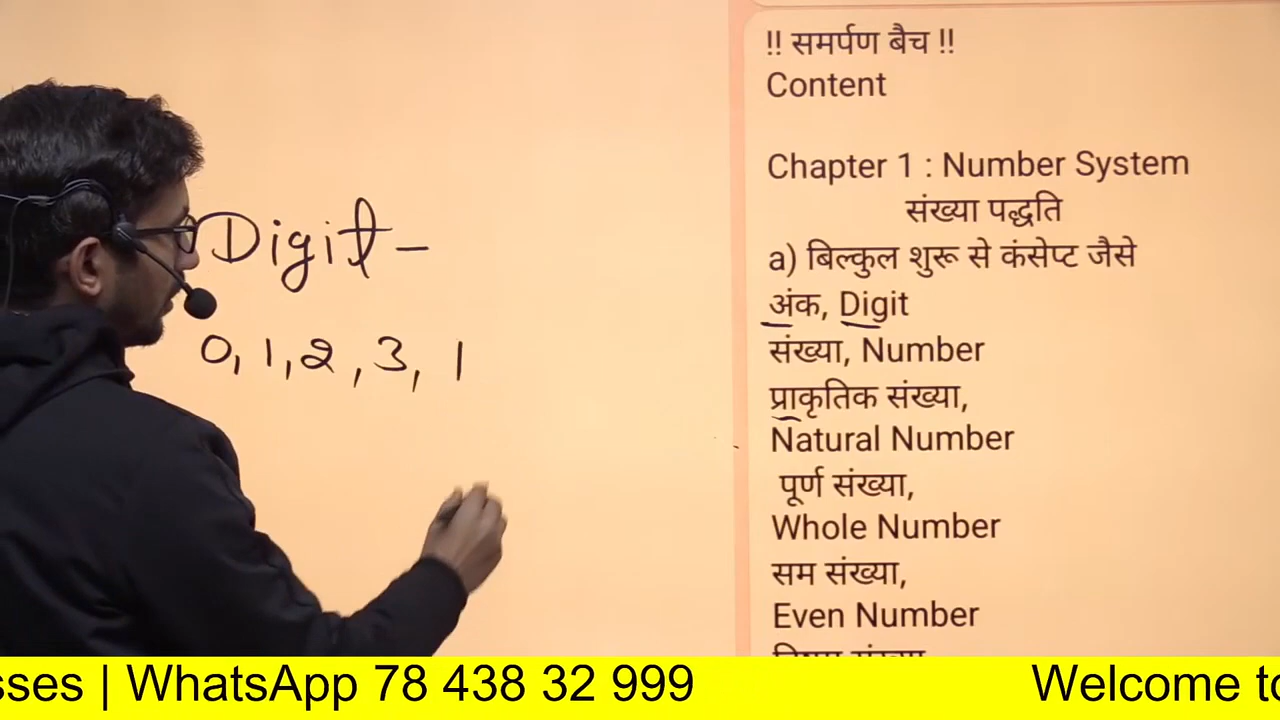 Digit -
0, 1, 2, 3, 1
!! समर्पण बैच !!
Content
Chapter 1 : Number System
संख्या पद्धति
a) बिल्कुल शुरू से कंसेप्ट जैसे
अंक, Digit
संख्या, Number
प्राकृतिक संख्या,
Natural Number
पूर्ण संख्या,
Whole Number
सम संख्या,
Even Number
sses | WhatsApp 78 438 32 999 Welcome to